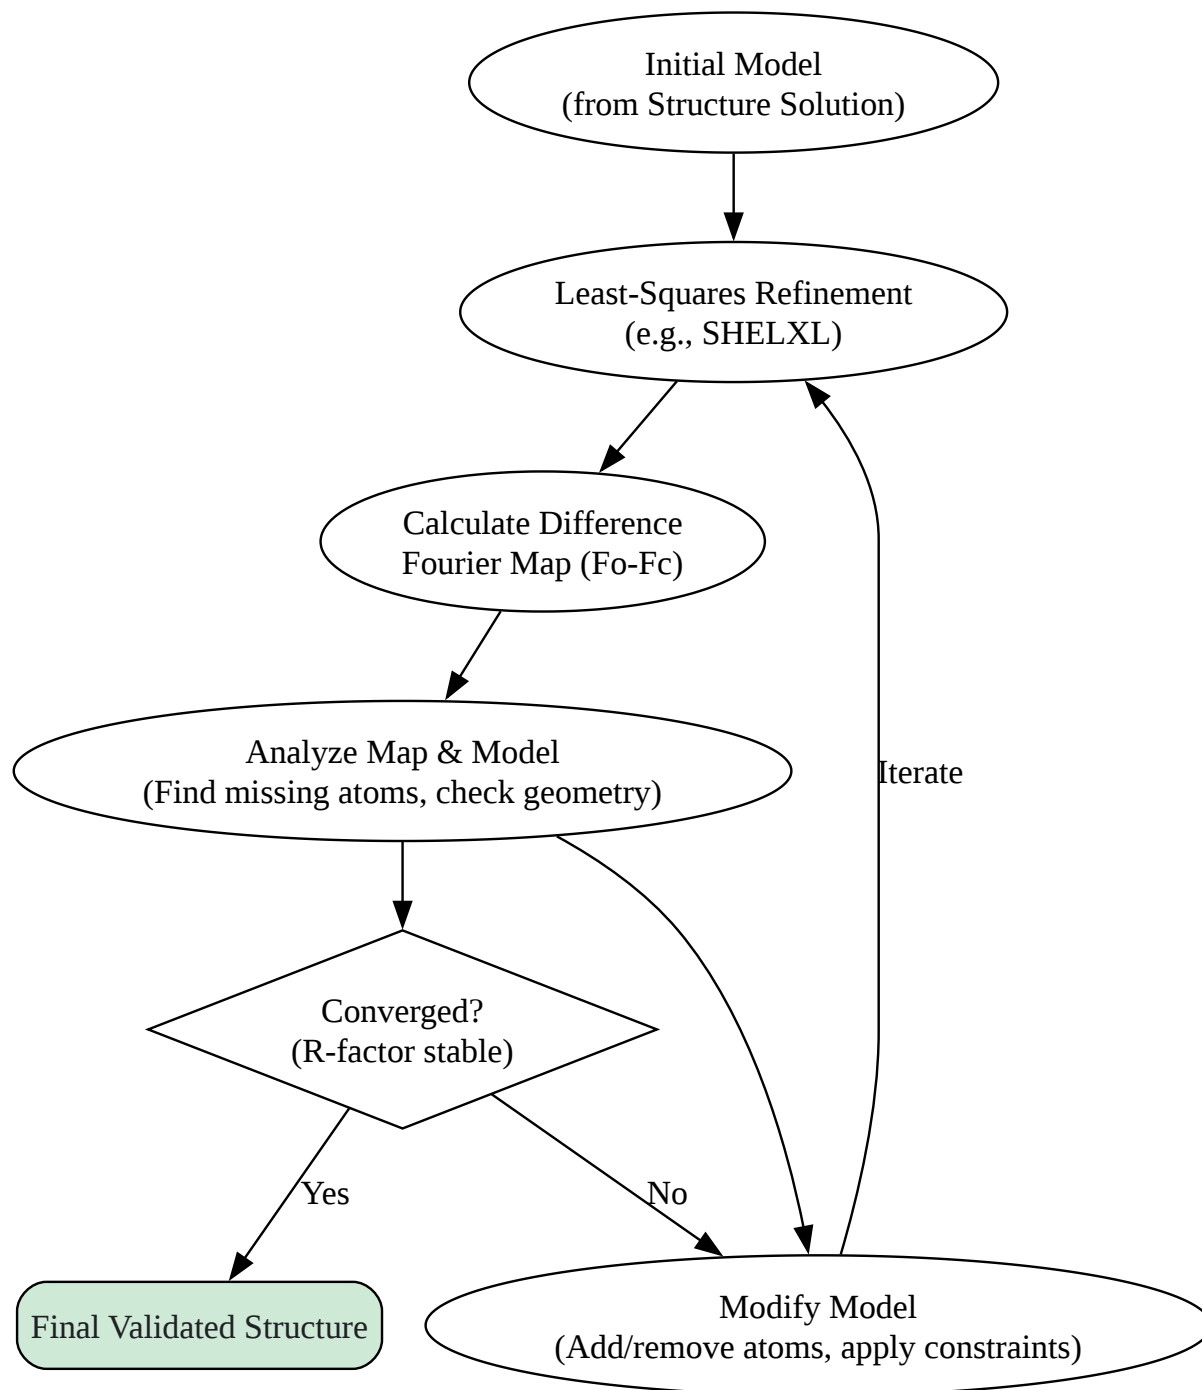 Initial Model
(from Structure Solution)
Least-Squares Refinement
(e.g., SHELXL)
Calculate Difference
Fourier Map (Fo-Fc)
Analyze Map & Model
(Find missing atoms, check geometry)
Iterate
Converged?
(R-factor stable)
Yes
No
Final Validated Structure
Modify Model
(Add/remove atoms, apply constraints)